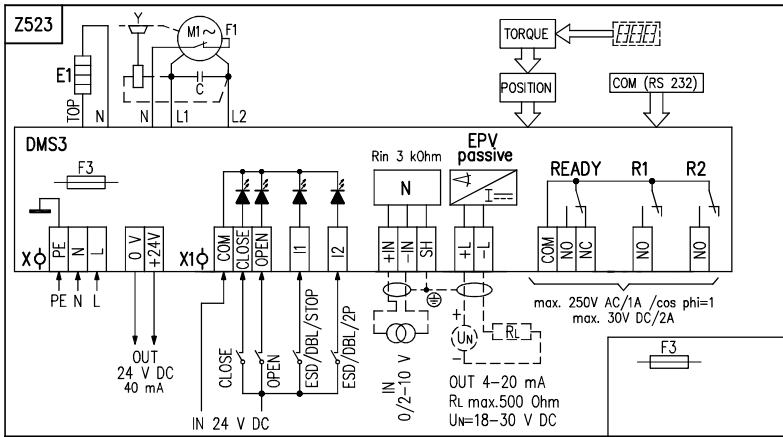 Z523
Y
M1~
F1
E1
C
TOP
N
N
L1
L2
TORQUE
POSITION
COM (RS 232)
DMS3
F3
Rin 3 kOhm
N
EPV
passive
I
READY
R1
R2
X
PE
N
L
0 V
+24V
X1
COM
CLOSE
OPEN
I1
I2
+IN
-IN
SH
+L
-L
COM
NO
NC
NO
NO
PE N L
OUT
24 V DC
40 mA
CLOSE
OPEN
ESD/DBL/STOP
ESD/DBL/2P
IN 24 V DC
IN
0/2-10 V
+
UN
-
RL
OUT 4-20 mA
RL max.500 Ohm
UN=18-30 V DC
max. 250V AC/1A /cos phi=1
max. 30V DC/2A
F3